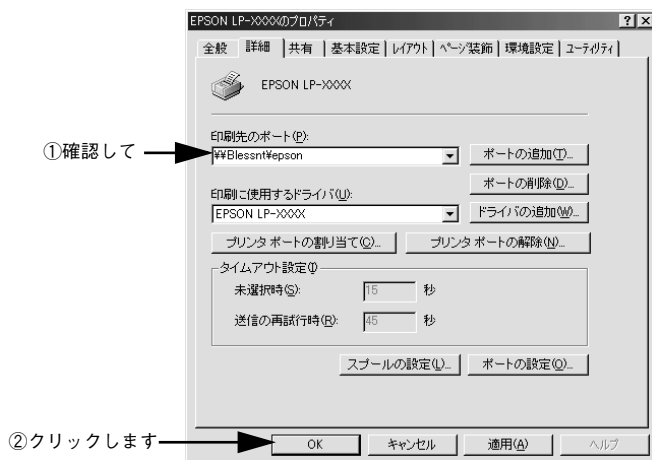 EPSON LP-XXXXのプロパティ
? ×
全般 詳細 共有 基本設定 レイアウト ページ装飾 環境設定 ユーティリティ
EPSON LP-XXXX
印刷先のポート(P):
①確認して
¥¥Blessnt¥epson
ポートの追加(T)...
ポートの削除(D)...
印刷に使用するドライバ(U):
EPSON LP-XXXX
ドライバの追加(W)...
プリンタ ポートの割り当て(C)... プリンタ ポートの解除(N)...
タイムアウト設定①
未選択時(S): 15 秒
送信の再試行時(R): 45 秒
スプールの設定(L)... ポートの設定(O)...
②クリックします
OK キャンセル 適用(A) ヘルプ